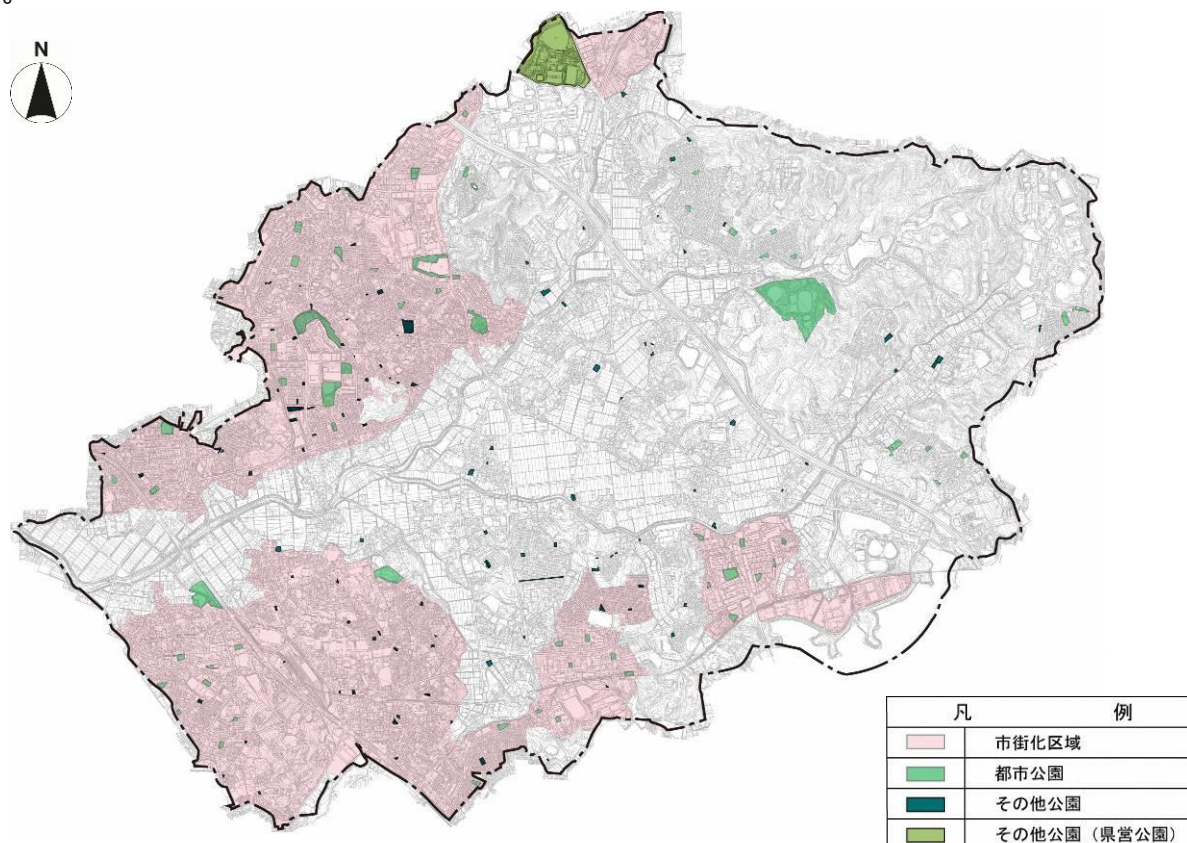 N
凡 例
市街化区域
都市公園
その他公園
その他公園（県営公園）